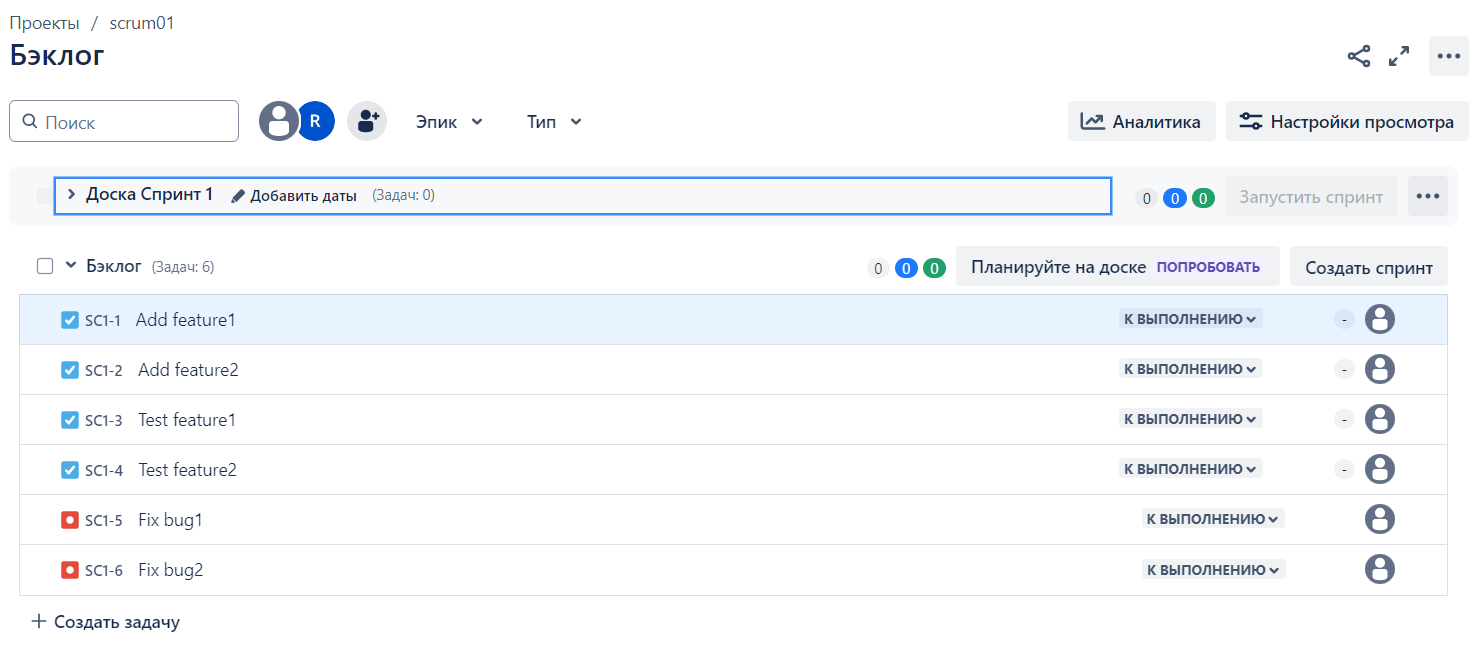 Проекты / scrum01
Бэклог
Поиск
R
Эпик
Тип
Аналитика
Настройки просмотра
Доска Спринт 1 Добавить даты (Задач: 0) 0 0 0 Запустить спринт
Бэклог (Задач: 6) 0 0 0 Планируйте на доске ПОПРОБОВАТЬ Создать спринт
SC1-1 Add feature1 К ВЫПОЛНЕНИЮ -
SC1-2 Add feature2 К ВЫПОЛНЕНИЮ -
SC1-3 Test feature1 К ВЫПОЛНЕНИЮ -
SC1-4 Test feature2 К ВЫПОЛНЕНИЮ -
SC1-5 Fix bug1 К ВЫПОЛНЕНИЮ
SC1-6 Fix bug2 К ВЫПОЛНЕНИЮ
+ Создать задачу